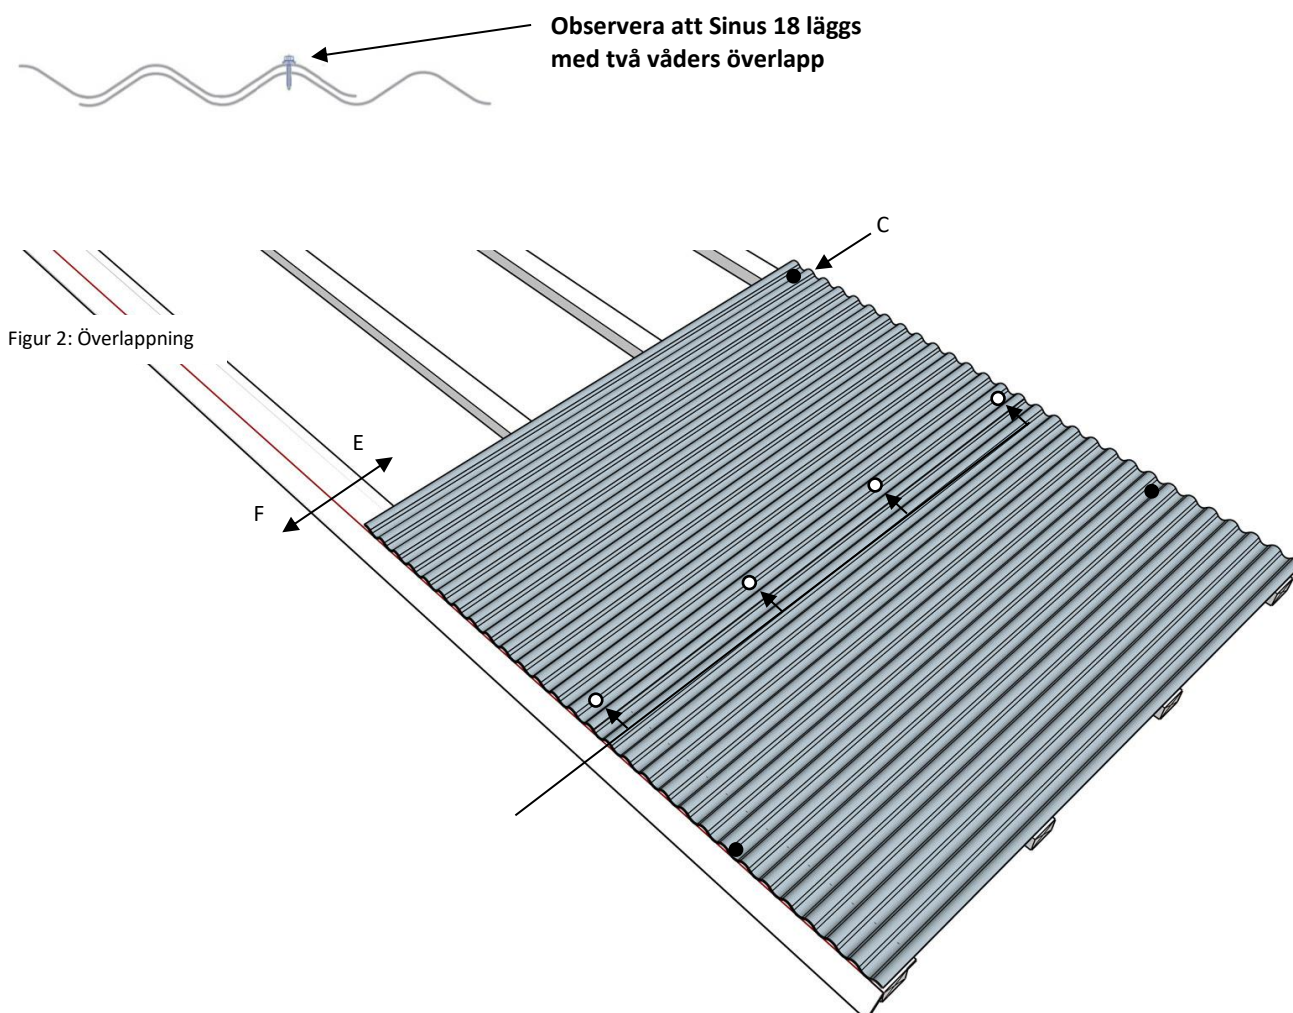 Observera att Sinus 18 läggs
med två våders överlapp
C
Figur 2: Överlappning
E
F